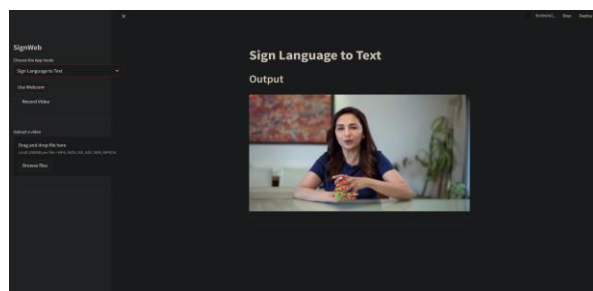 SignWeb
Choose the App mode
Sign Language to Text
Use Webcam
Record Video
Upload a video
Drag and drop file here
Browse files
Sign Language to Text
Output
Stop